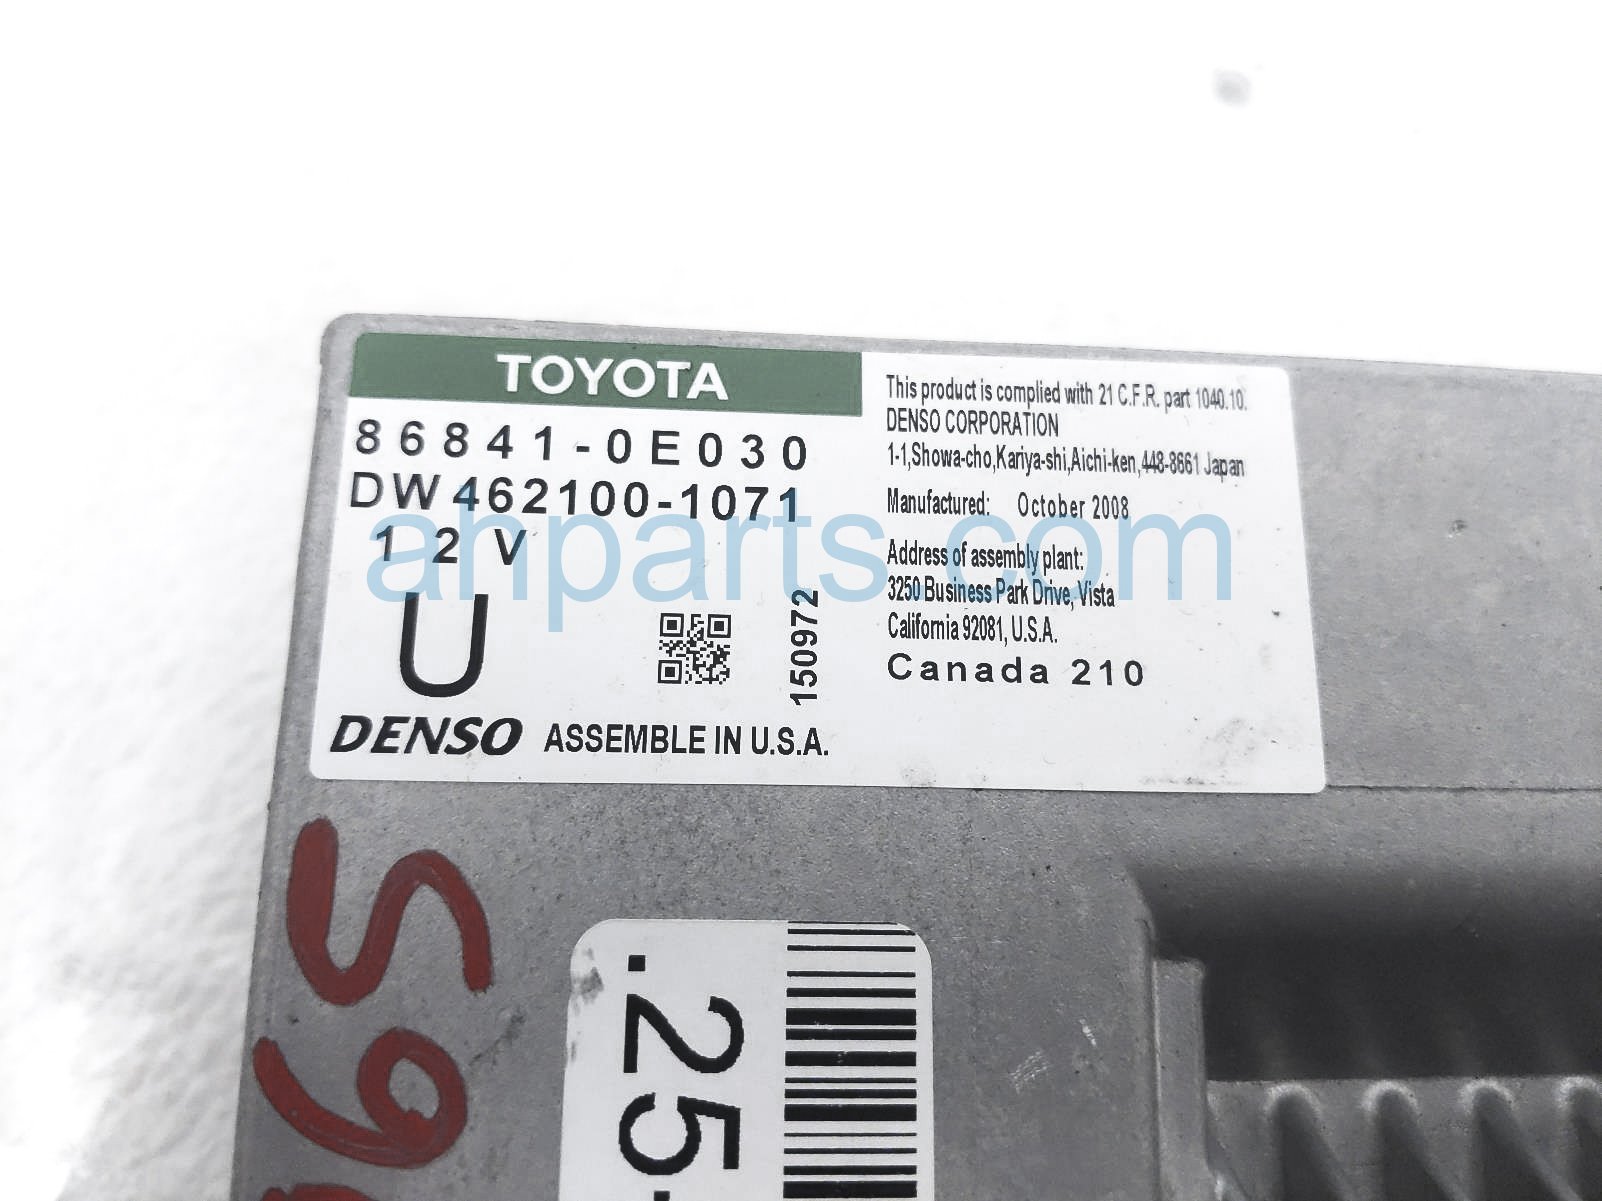 TOYOTA
86841-0E030
DW462100-1071
12V
U
150972
DENSO ASSEMBLE IN U.S.A.
This product is complied with 21 C.F.R. part 1040.10.
DENSO CORPORATION
1-1,Showa-cho,Kariya-shi,Aichi-ken,448-8661 Japan
Manufactured: October 2008
Address of assembly plant:
3250 Business Park Drive, Vista
California 92081, U.S.A.
Canada 210
ahparts.com
.25-